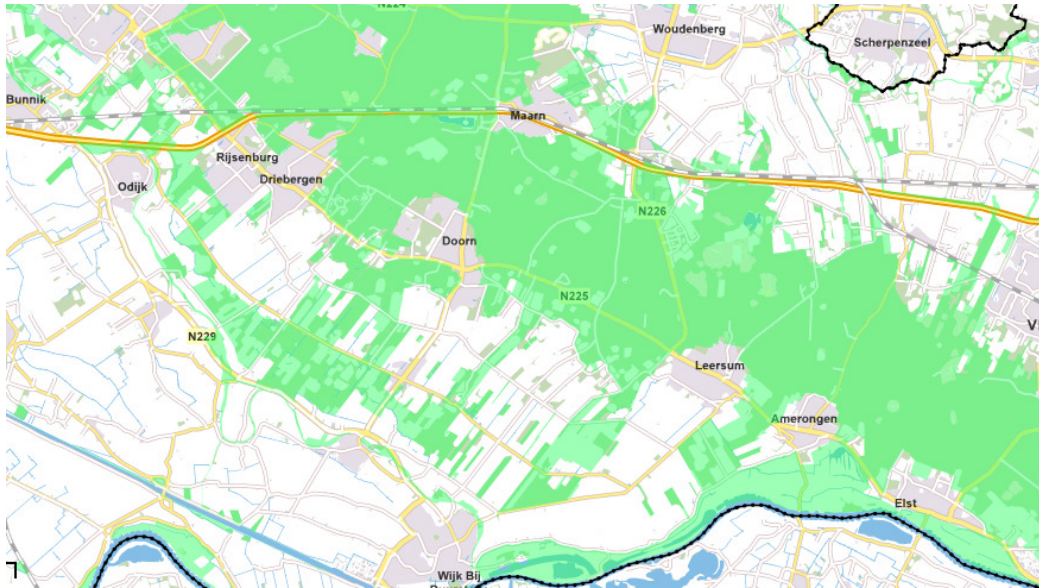 N224
Woudenberg
Scherpenzeel
Bunnik
Maarn
Rijsenburg
Driebergen
Odijk
N226
Doorn
N225
N229
Leersum
Amerongen
Elst
Wijk Bij